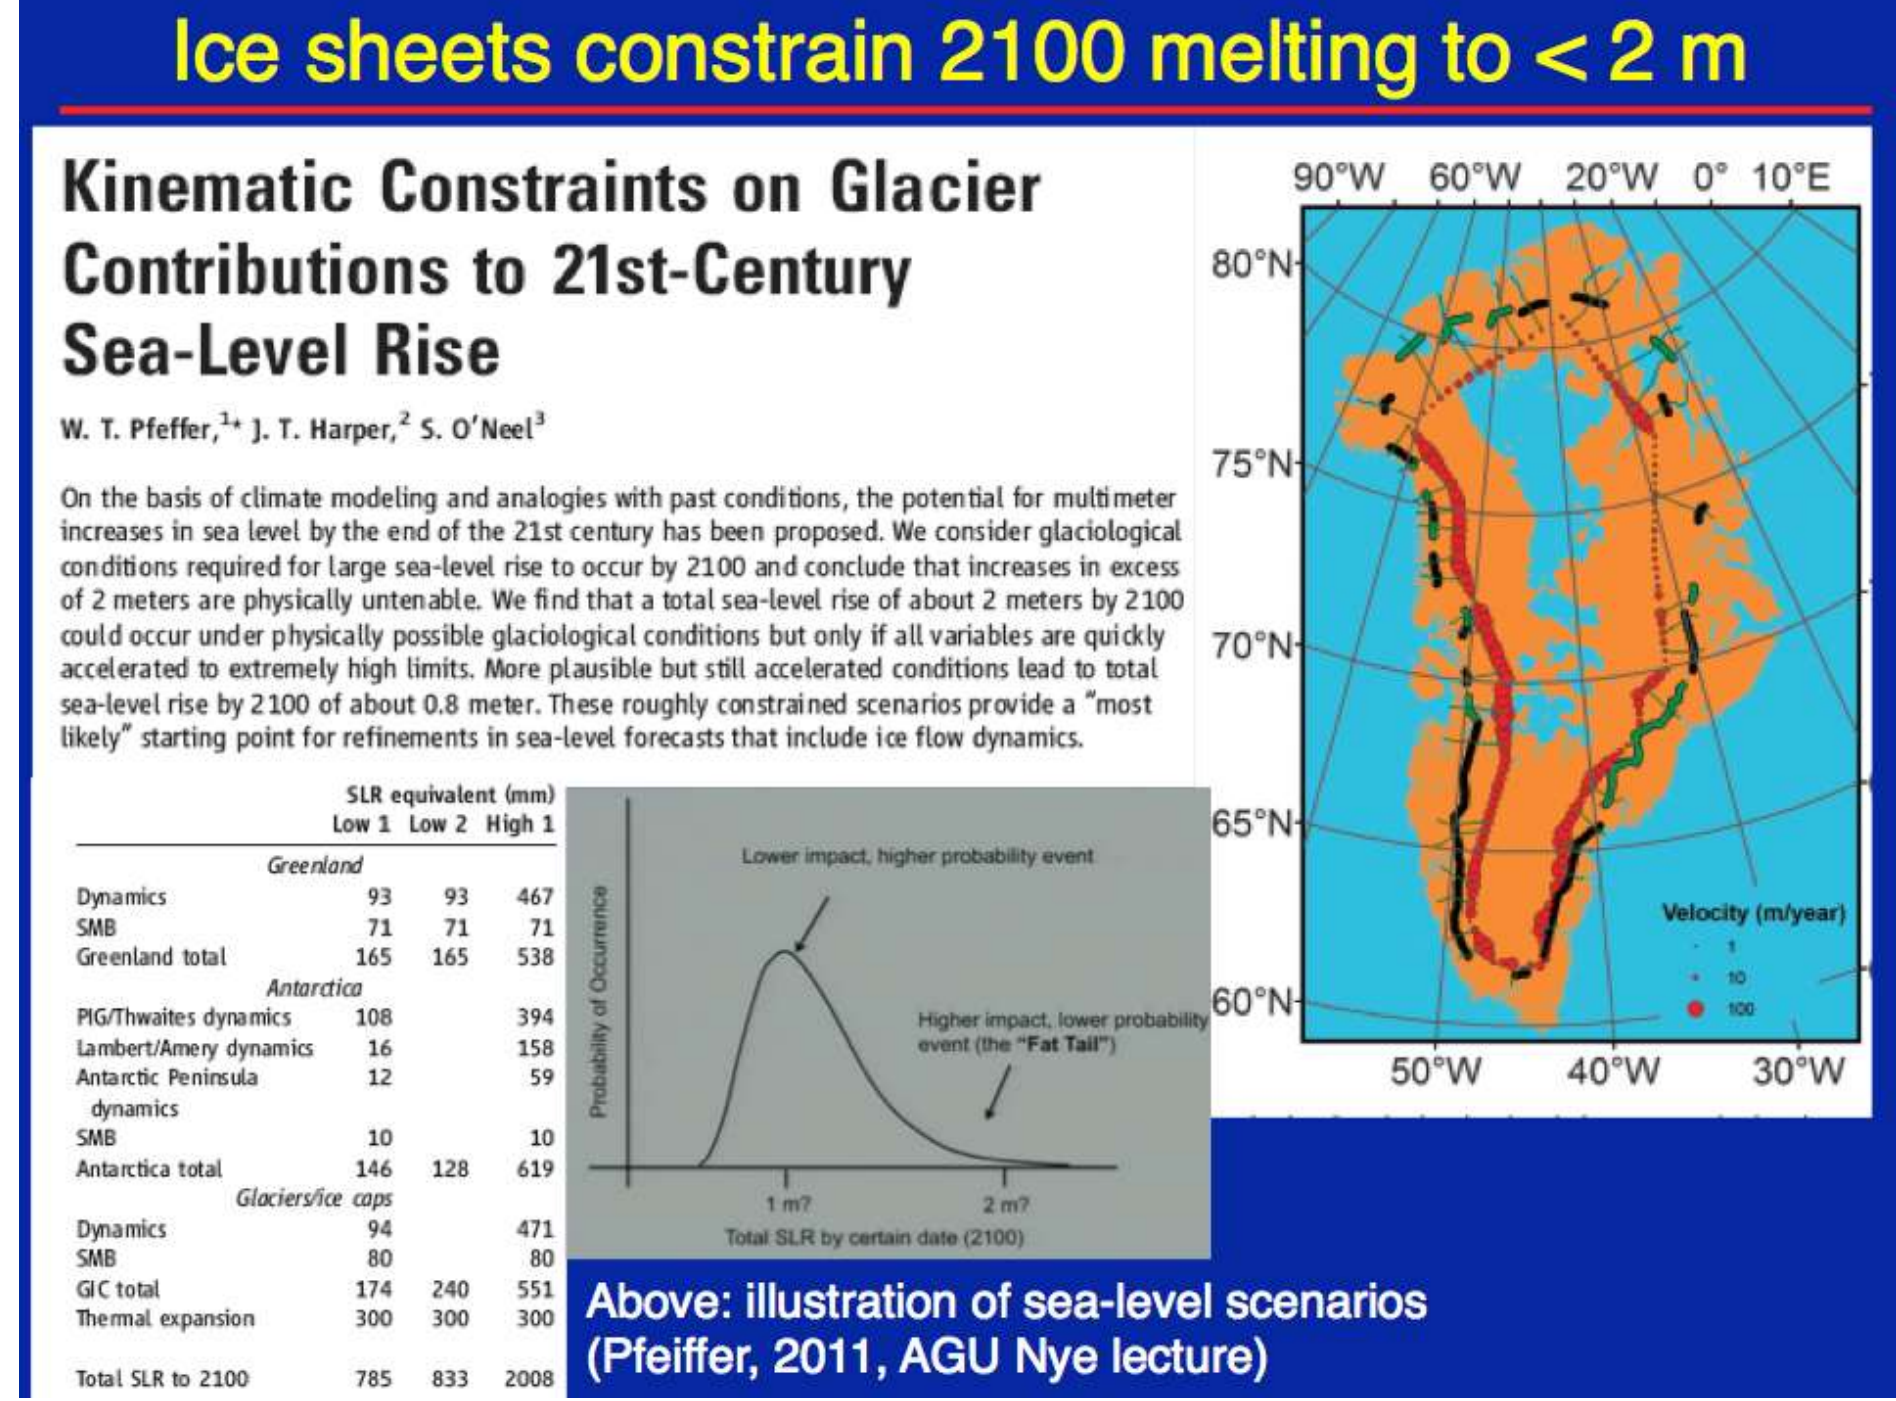 Ice sheets constrain 2100 melting to < 2 m
Kinematic Constraints on Glacier
Contributions to 21st-Century
Sea-Level Rise
W. T. Pfeffer,1* J. T. Harper,2 S. O'Neel3
On the basis of climate modeling and analogies with past conditions, the potential for multimeter
increases in sea level by the end of the 21st century has been proposed. We consider glaciological
conditions required for large sea-level rise to occur by 2100 and conclude that increases in excess
of 2 meters are physically untenable. We find that a total sea-level rise of about 2 meters by 2100
could occur under physically possible glaciological conditions but only if all variables are quickly
accelerated to extremely high limits. More plausible but still accelerated conditions lead to total
sea-level rise by 2100 of about 0.8 meter. These roughly constrained scenarios provide a "most
likely" starting point for refinements in sea-level forecasts that include ice flow dynamics.
90°W 60°W 20°W 0° 10°E
80°N
75°N
70°N
65°N
60°N
Velocity (m/year)
1
10
100
50°W 40°W 30°W
SLR equivalent (mm)
Low 1 Low 2 High 1
Greenland
Dynamics 93 93 467
SMB 71 71 71
Greenland total 165 165 538
Antarctica
PIG/Thwaites dynamics 108 394
Lambert/Amery dynamics 16 158
Antarctic Peninsula 12 59
dynamics
SMB 10 10
Antarctica total 146 128 619
Glaciers/ice caps
Dynamics 94 471
SMB 80 80
GIC total 174 240 551
Thermal expansion 300 300 300
Total SLR to 2100 785 833 2008
Probability of Occurrence
Lower impact, higher probability event
Higher impact, lower probability
event (the "Fat Tail")
1 m? 2 m?
Total SLR by certain date (2100)
Above: illustration of sea-level scenarios
(Pfeiffer, 2011, AGU Nye lecture)